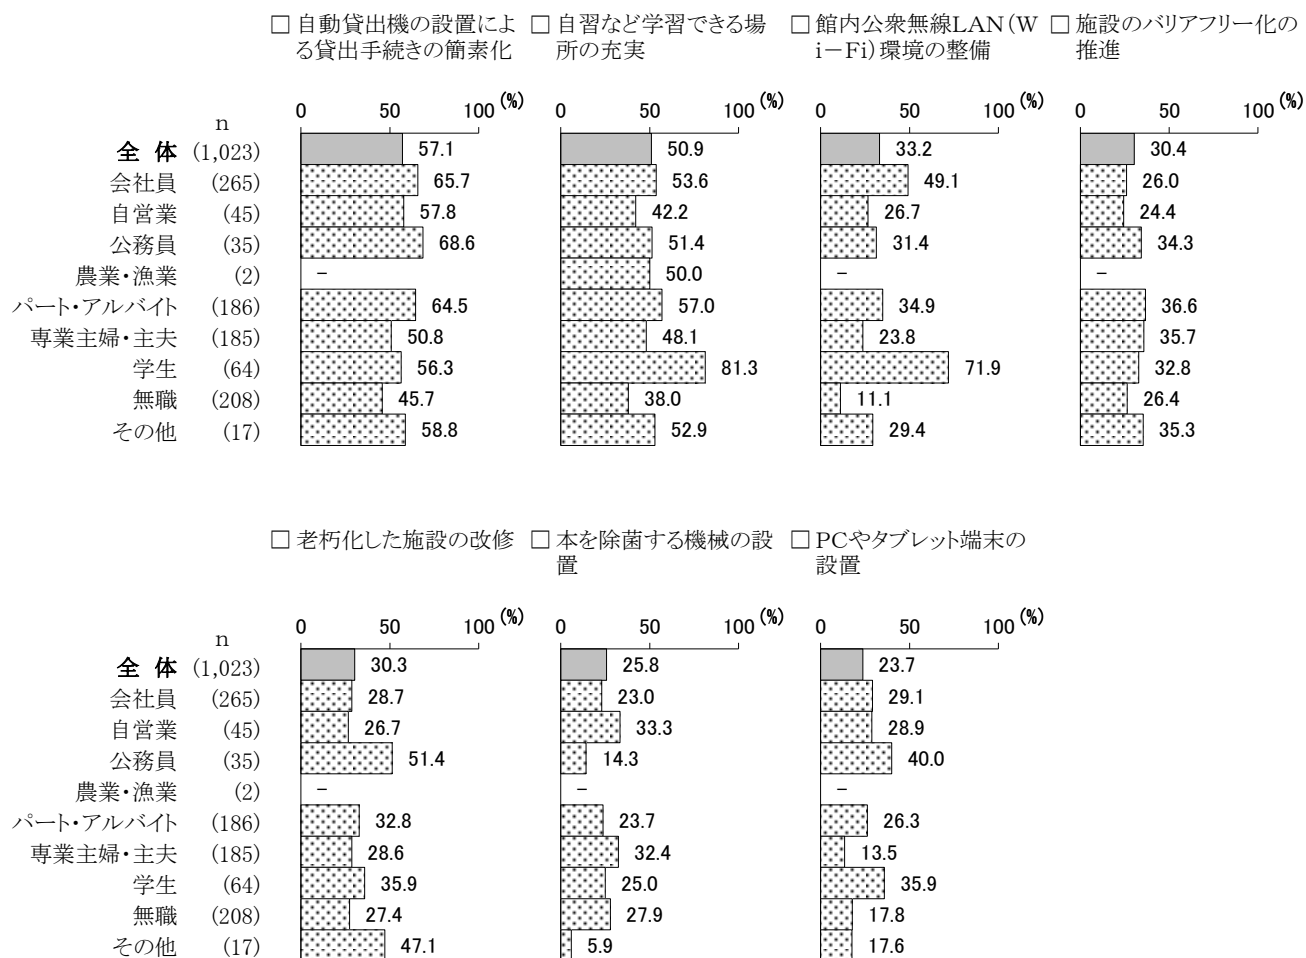 □ 自動貸出機の設置によ
る貸出手続きの簡素化
□ 自習など学習できる場
所の充実
□ 館内公衆無線LAN(W
i-Fi)環境の整備
□ 施設のバリアフリー化の
推進
n 0 50 100 (%) 0 50 100 (%) 0 50 100 (%) 0 50 100 (%)
全 体 (1,023) 57.1 50.9 33.2 30.4
会社員 (265) 65.7 53.6 49.1 26.0
自営業 (45) 57.8 42.2 26.7 24.4
公務員 (35) 68.6 51.4 31.4 34.3
農業・漁業 (2) - 50.0 - -
パート・アルバイト (186) 64.5 57.0 34.9 36.6
専業主婦・主夫 (185) 50.8 48.1 23.8 35.7
学生 (64) 56.3 81.3 71.9 32.8
無職 (208) 45.7 38.0 11.1 26.4
その他 (17) 58.8 52.9 29.4 35.3
□ 老朽化した施設の改修
□ 本を除菌する機械の設
置
□ PCやタブレット端末の
設置
n 0 50 100 (%) 0 50 100 (%) 0 50 100 (%)
全 体 (1,023) 30.3 25.8 23.7
会社員 (265) 28.7 23.0 29.1
自営業 (45) 26.7 33.3 28.9
公務員 (35) 51.4 14.3 40.0
農業・漁業 (2) - - -
パート・アルバイト (186) 32.8 23.7 26.3
専業主婦・主夫 (185) 28.6 32.4 13.5
学生 (64) 35.9 25.0 35.9
無職 (208) 27.4 27.9 17.8
その他 (17) 47.1 5.9 17.6